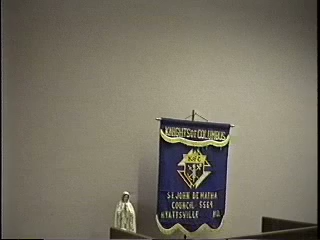 KNIGHTS OF COLUMBUS
K OF C
ST. JOHN DE MATHA
COUNCIL 5564
HYATTSVILLE MD.